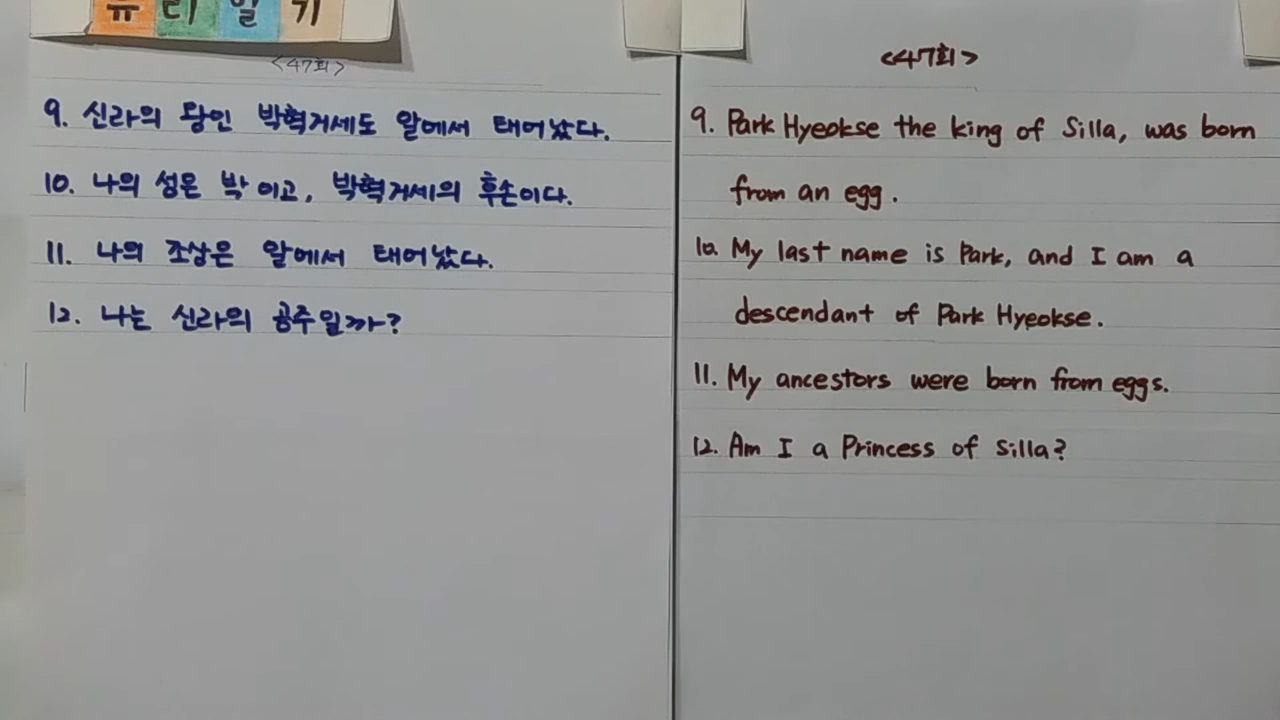 유리일기
<47회>
9. 신라의 왕인 박혁거세도 알에서 태어났다.
10. 나의 성은 박이고, 박혁거세의 후손이다.
11. 나의 조상은 알에서 태어났다.
12. 나는 신라의 공주일까?
<47회>
9. Park Hyeokse the king of Silla, was born
from an egg.
10. My last name is Park, and I am a
descendant of Park Hyeokse.
11. My ancestors were born from eggs.
12. Am I a Princess of Silla?